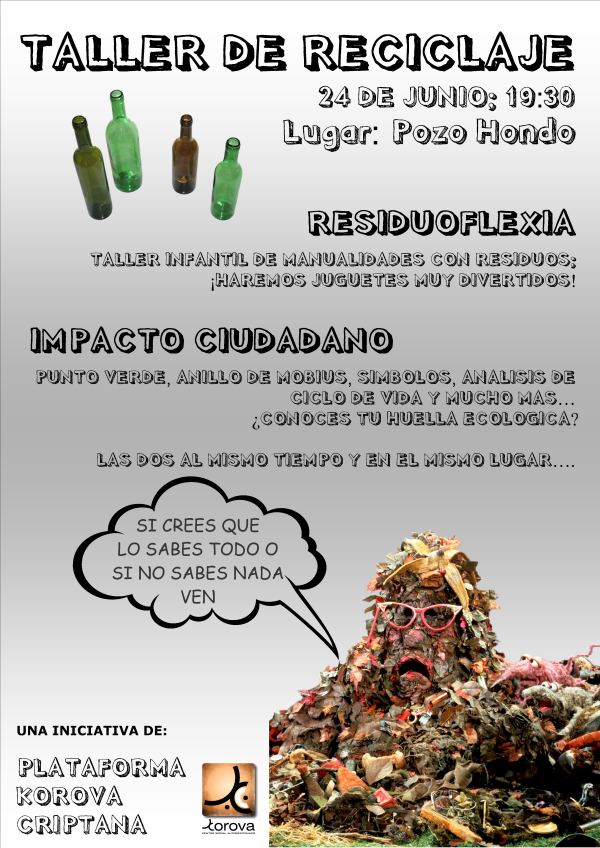 TALLER DE RECICLAJE
24 DE JUNIO; 19:30
Lugar: Pozo Hondo
RESIDUOFLEXIA
TALLER INFANTIL DE MANUALIDADES CON RESIDUOS;
¡HAREMOS JUGUETES MUY DIVERTIDOS!
IMPACTO CIUDADANO
PUNTO VERDE, ANILLO DE MOBIUS, SIMBOLOS, ANALISIS DE
CICLO DE VIDA Y MUCHO MAS...
¿CONOCES TU HUELLA ECOLOGICA?
LAS DOS AL MISMO TIEMPO Y EN EL MISMO LUGAR....
SI CREES QUE
LO SABES TODO O
SI NO SABES NADA
VEN
UNA INICIATIVA DE:
PLATAFORMA
KOROVA
CRIPTANA
korova